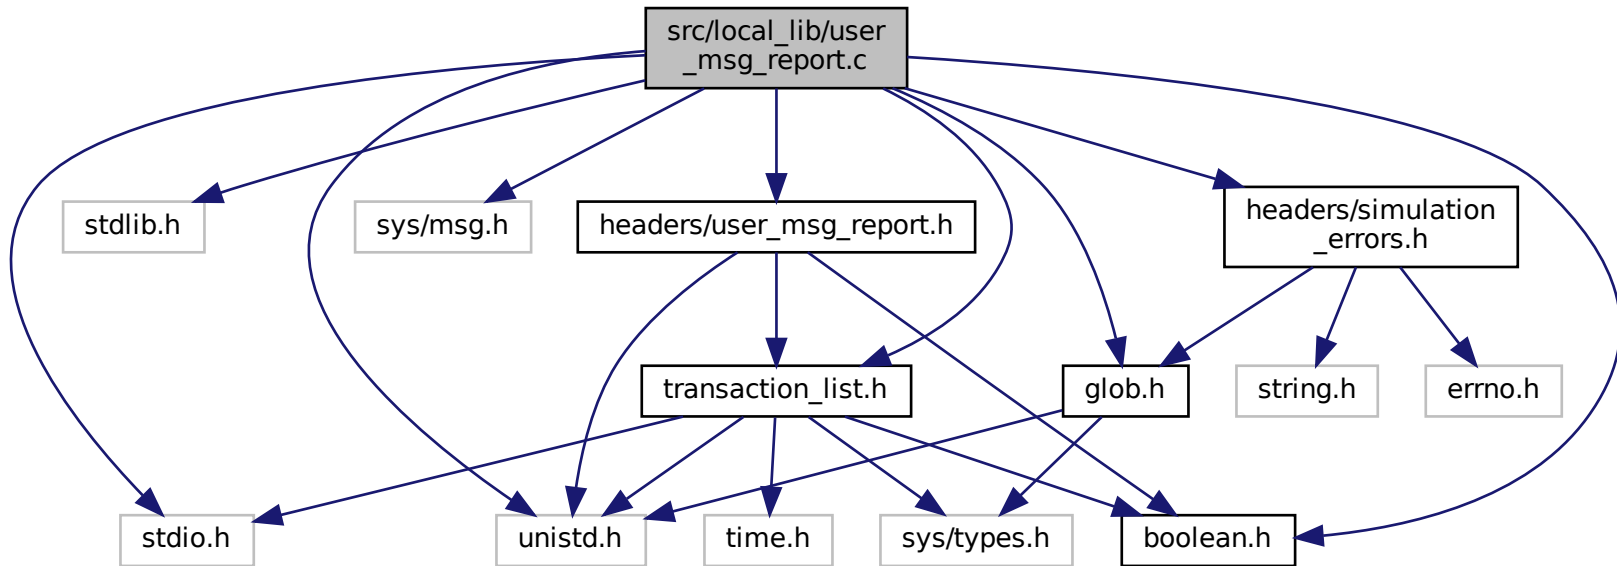 src/local_lib/user
_msg_report.c
stdlib.h
sys/msg.h
headers/user_msg_report.h
headers/simulation
_errors.h
transaction_list.h
glob.h
string.h
errno.h
stdio.h
unistd.h
time.h
sys/types.h
boolean.h